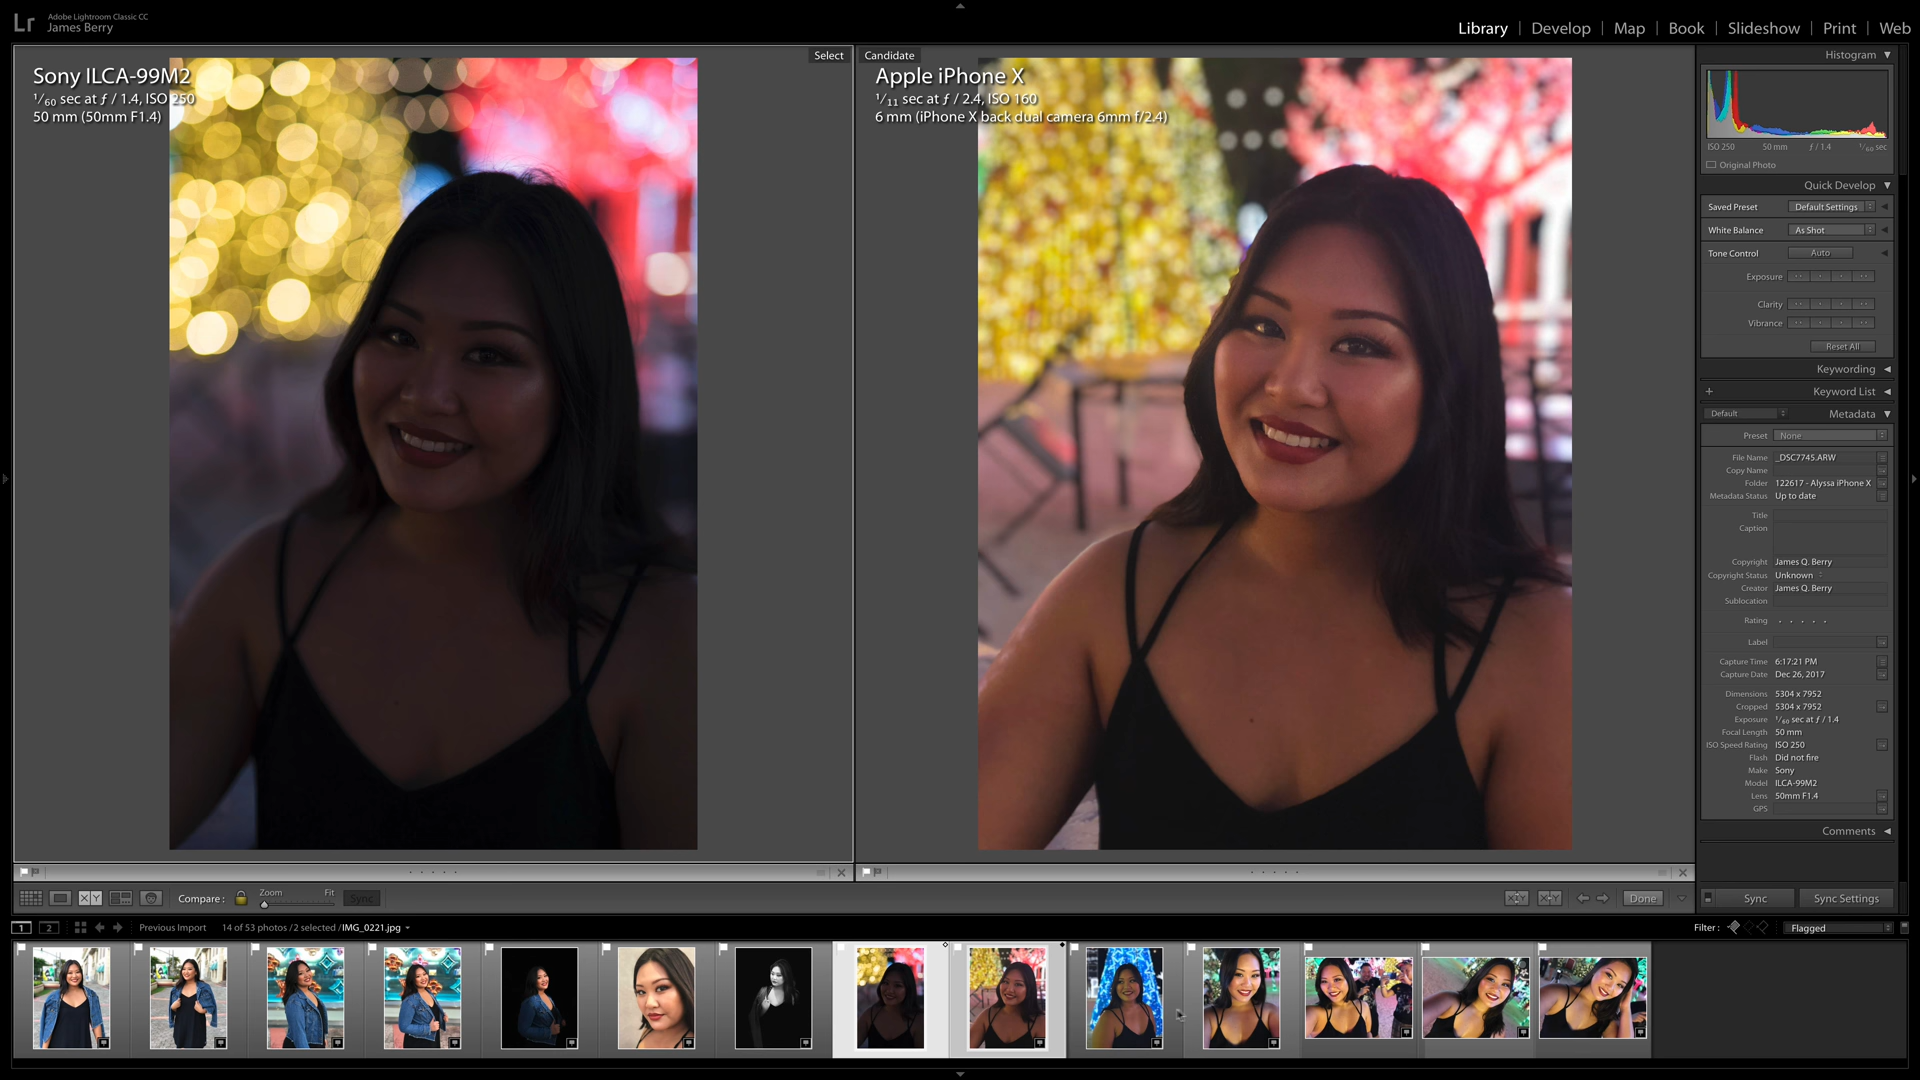 Lr
Adobe Lightroom Classic CC
James Berry
Library | Develop | Map | Book | Slideshow | Print | Web
Select
Sony ILCA-99M2
1/60 sec at ƒ / 1.4, ISO 250
50 mm (50mm F1.4)
Candidate
Apple iPhone X
1/11 sec at ƒ / 2.4, ISO 160
6 mm (iPhone X back dual camera 6mm f/2.4)
Histogram
ISO 250 50 mm ƒ / 1.4 1/60 sec
Original Photo
Quick Develop
Saved Preset Default Settings
White Balance As Shot
Tone Control Auto
Exposure
Clarity
Vibrance
Reset All
Keywording
+ Keyword List
Default Metadata
Preset None
File Name _DSC7745.ARW
Copy Name
Folder 122617 - Alyssa iPhone X
Metadata Status Up to date
Title
Caption
Copyright James Q. Berry
Copyright Status Unknown
Creator James Q. Berry
Sublocation
Rating
Label
Capture Time 6:17:21 PM
Capture Date Dec 26, 2017
Dimensions 5304 x 7952
Cropped 5304 x 7952
Exposure 1/60 sec at ƒ / 1.4
Focal Length 50 mm
ISO Speed Rating ISO 250
Flash Did not fire
Make Sony
Model ILCA-99M2
Lens 50mm F1.4
GPS
Comments
XY Compare : Zoom Fit Sync
Done
Sync Sync Settings
1 2 Previous Import 14 of 53 photos /2 selected /IMG_0221.jpg
Filter : Flagged